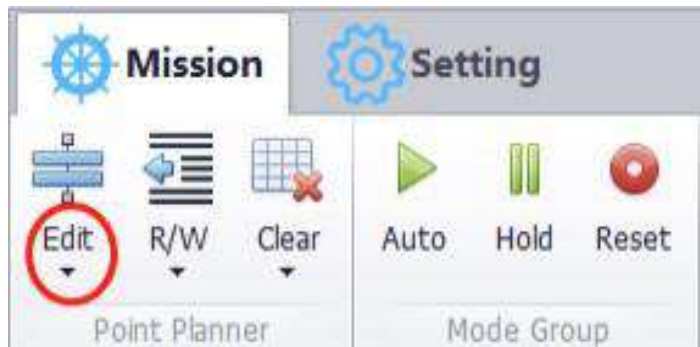 Mission Setting
Edit R/W Clear Auto Hold Reset
Point Planner Mode Group